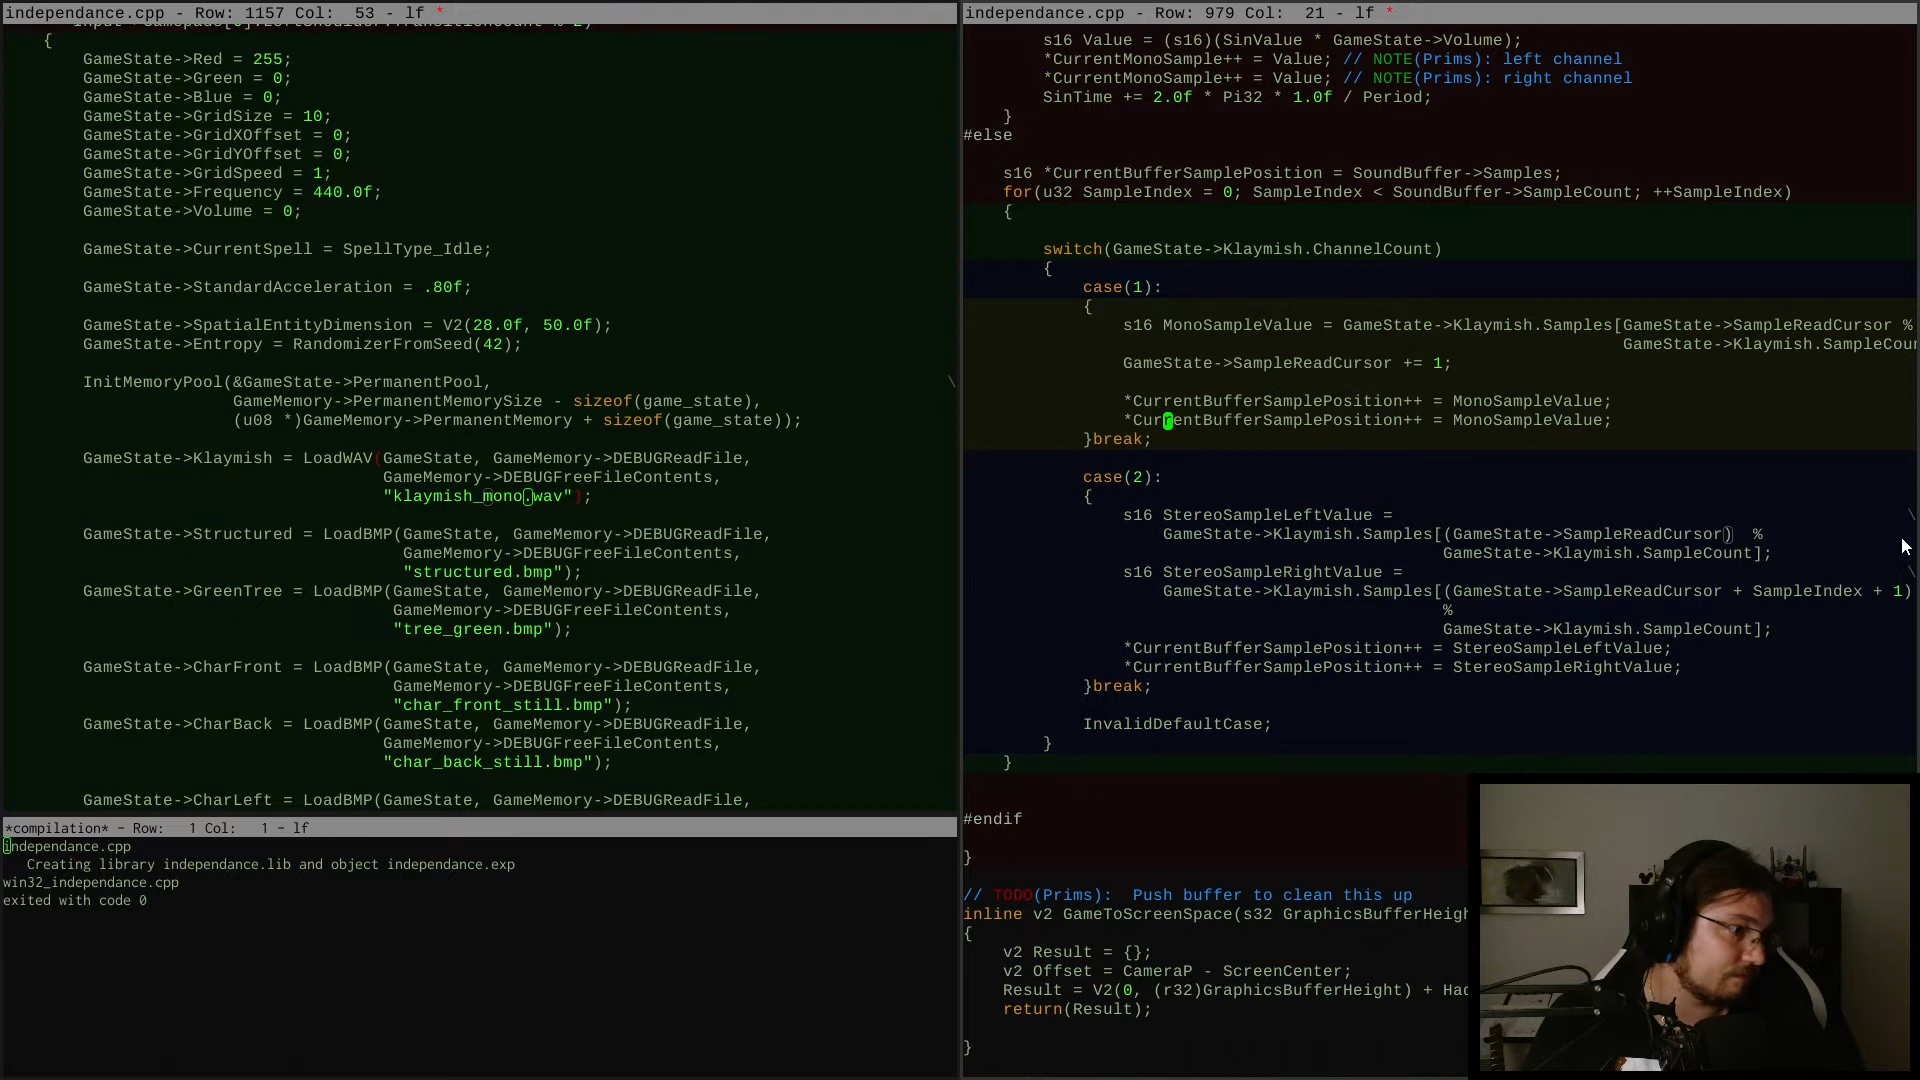 independance.cpp - Row: 1157 Col:  53 - lf *
{
GameState->Red = 255;
GameState->Green = 0;
GameState->Blue = 0;
GameState->GridSize = 10;
GameState->GridXOffset = 0;
GameState->GridYOffset = 0;
GameState->GridSpeed = 1;
GameState->Frequency = 440.0f;
GameState->Volume = 0;
GameState->CurrentSpell = SpellType_Idle;
GameState->StandardAcceleration = .80f;
GameState->SpatialEntityDimension = V2(28.0f, 50.0f);
GameState->Entropy = RandomizerFromSeed(42);
InitMemoryPool(&GameState->PermanentPool, \
GameMemory->PermanentMemorySize - sizeof(game_state),
(u08 *)GameMemory->PermanentMemory + sizeof(game_state));
GameState->Klaymish = LoadWAV(GameState, GameMemory->DEBUGReadFile,
GameMemory->DEBUGFreeFileContents,
"klaymish_mono.wav");
GameState->Structured = LoadBMP(GameState, GameMemory->DEBUGReadFile,
GameMemory->DEBUGFreeFileContents,
"structured.bmp");
GameState->GreenTree = LoadBMP(GameState, GameMemory->DEBUGReadFile,
GameMemory->DEBUGFreeFileContents,
"tree_green.bmp");
GameState->CharFront = LoadBMP(GameState, GameMemory->DEBUGReadFile,
GameMemory->DEBUGFreeFileContents,
"char_front_still.bmp");
GameState->CharBack = LoadBMP(GameState, GameMemory->DEBUGReadFile,
GameMemory->DEBUGFreeFileContents,
"char_back_still.bmp");
GameState->CharLeft = LoadBMP(GameState, GameMemory->DEBUGReadFile,
*compilation* - Row:   1 Col:   1 - lf
independance.cpp
Creating library independance.lib and object independance.exp
win32_independance.cpp
exited with code 0
independance.cpp - Row: 979 Col:  21 - lf *
s16 Value = (s16)(SinValue * GameState->Volume);
*CurrentMonoSample++ = Value; // NOTE(Prims): left channel
*CurrentMonoSample++ = Value; // NOTE(Prims): right channel
SinTime += 2.0f * Pi32 * 1.0f / Period;
}
#else
s16 *CurrentBufferSamplePosition = SoundBuffer->Samples;
for(u32 SampleIndex = 0; SampleIndex < SoundBuffer->SampleCount; ++SampleIndex)
{
switch(GameState->Klaymish.ChannelCount)
{
case(1):
{
s16 MonoSampleValue = GameState->Klaymish.Samples[GameState->SampleReadCursor %
GameState->Klaymish.SampleCoun
GameState->SampleReadCursor += 1;
*CurrentBufferSamplePosition++ = MonoSampleValue;
*CurrentBufferSamplePosition++ = MonoSampleValue;
}break;
case(2):
{
s16 StereoSampleLeftValue = \
GameState->Klaymish.Samples[(GameState->SampleReadCursor)  %
GameState->Klaymish.SampleCount];
s16 StereoSampleRightValue = \
GameState->Klaymish.Samples[(GameState->SampleReadCursor + SampleIndex + 1)
%
GameState->Klaymish.SampleCount];
*CurrentBufferSamplePosition++ = StereoSampleLeftValue;
*CurrentBufferSamplePosition++ = StereoSampleRightValue;
}break;
InvalidDefaultCase;
}
}
#endif
}
// TODO(Prims):  Push buffer to clean this up
inline v2 GameToScreenSpace(s32 GraphicsBufferHeigh
{
v2 Result = {};
v2 Offset = CameraP - ScreenCenter;
Result = V2(0, (r32)GraphicsBufferHeight) + Had
return(Result);
}